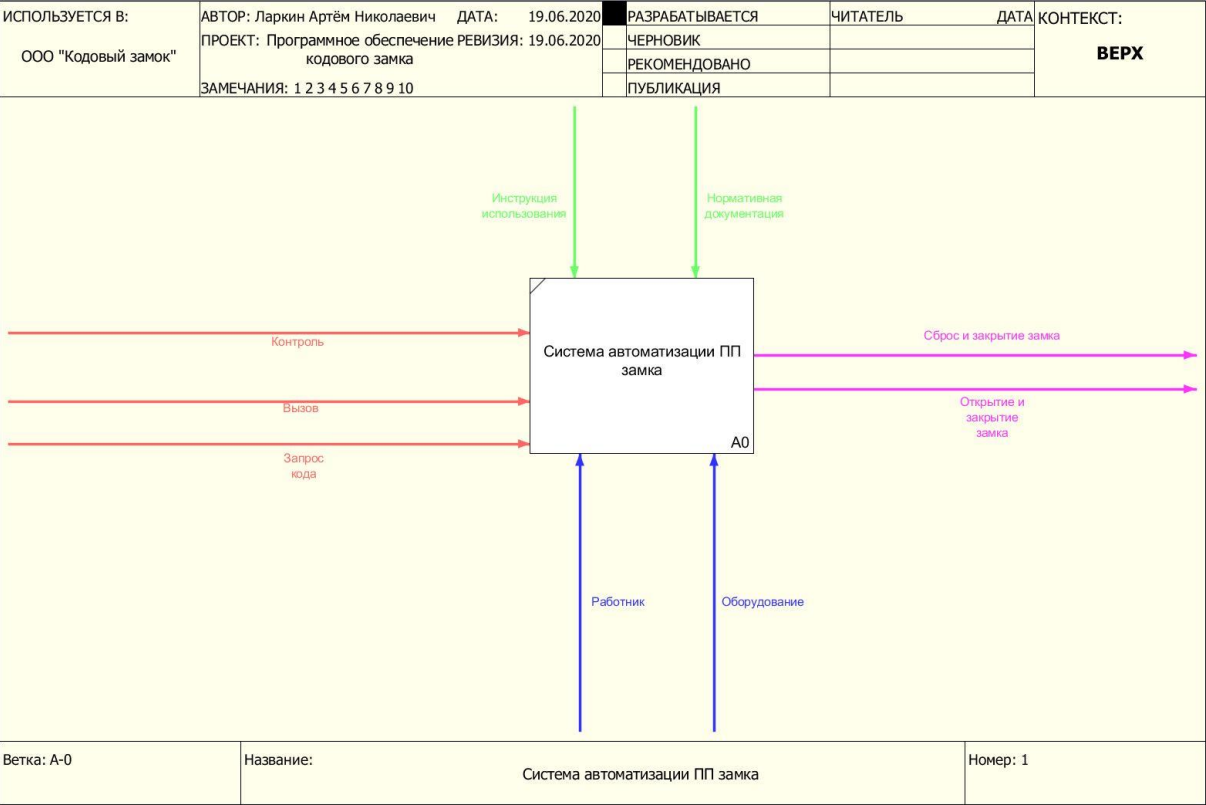 ИСПОЛЬЗУЕТСЯ В:
ООО "Кодовый замок"
АВТОР: Ларкин Артём Николаевич ДАТА: 19.06.2020
ПРОЕКТ: Программное обеспечение РЕВИЗИЯ: 19.06.2020
кодового замка
ЗАМЕЧАНИЯ: 1 2 3 4 5 6 7 8 9 10
РАЗРАБАТЫВАЕТСЯ
ЧЕРНОВИК
РЕКОМЕНДОВАНО
ПУБЛИКАЦИЯ
ЧИТАТЕЛЬ ДАТА
КОНТЕКСТ:
ВЕРХ
Инструкция
использования
Нормативная
документация
Контроль
Вызов
Запрос
кода
Система автоматизации ПП
замка
A0
Сброс и закрытие замка
Открытие и
закрытие
замка
Работник
Оборудование
Ветка: A-0
Название:
Система автоматизации ПП замка
Номер: 1